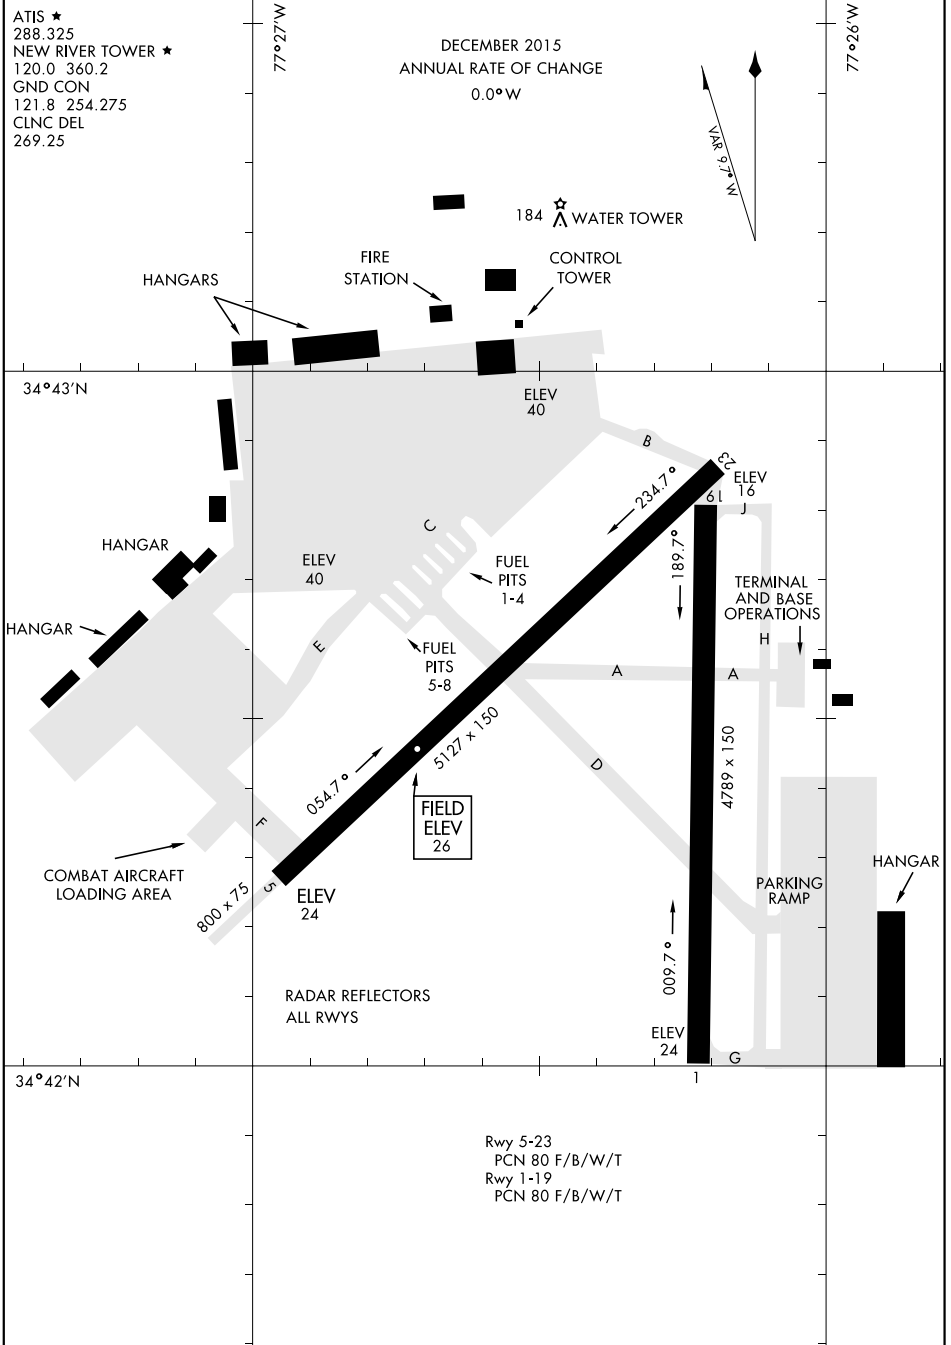 ATIS ★
288.325
NEW RIVER TOWER ★
120.0 360.2
GND CON
121.8 254.275
CLNC DEL
269.25
77°27'W
DECEMBER 2015
ANNUAL RATE OF CHANGE
0.0°W
77°26'W
VAR 9.7° W
184
WATER TOWER
FIRE
STATION
CONTROL
TOWER
HANGARS
34°43'N
ELEV
40
B
23
ELEV
16
19
J
234.7°
C
189.7°
HANGAR
ELEV
40
FUEL
PITS
1-4
TERMINAL
AND BASE
OPERATIONS
HANGAR
E
FUEL
PITS
5-8
H
A
A
5127 x 150
4789 x 150
D
054.7°
FIELD
ELEV
26
F
COMBAT AIRCRAFT
LOADING AREA
800 x 75
5
ELEV
24
PARKING
RAMP
HANGAR
009.7°
RADAR REFLECTORS
ALL RWYS
ELEV
24
G
34°42'N
1
Rwy 5-23
PCN 80 F/B/W/T
Rwy 1-19
PCN 80 F/B/W/T